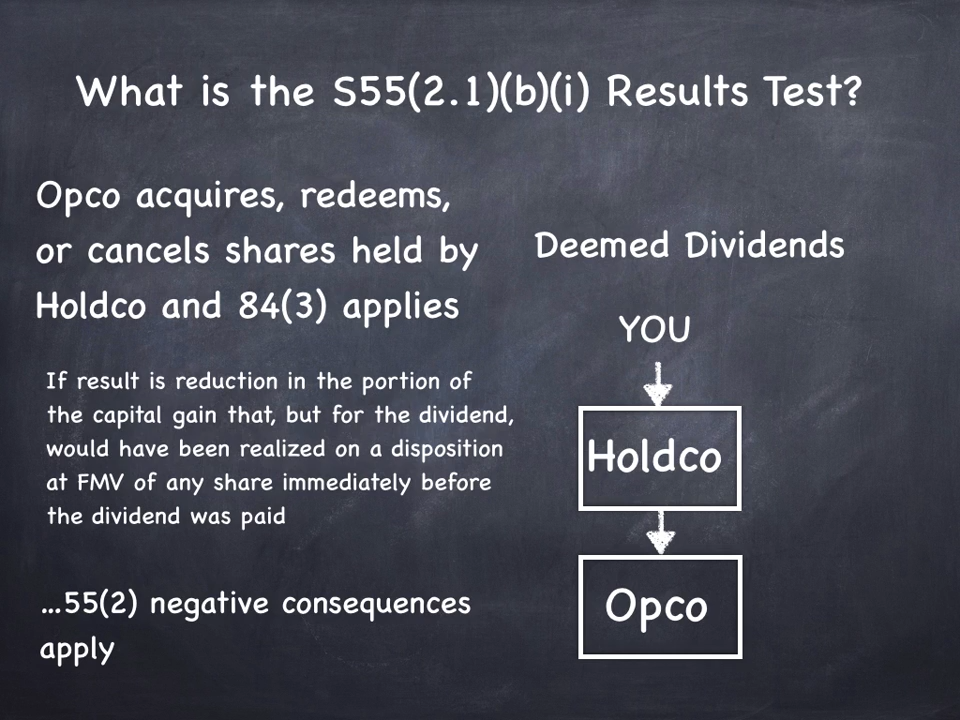 What is the S55(2.1)(b)(i) Results Test?
Opco acquires, redeems,
or cancels shares held by
Holdco and 84(3) applies
If result is reduction in the portion of
the capital gain that, but for the dividend,
would have been realized on a disposition
at FMV of any share immediately before
the dividend was paid
...55(2) negative consequences
apply
Deemed Dividends
YOU
Holdco
Opco